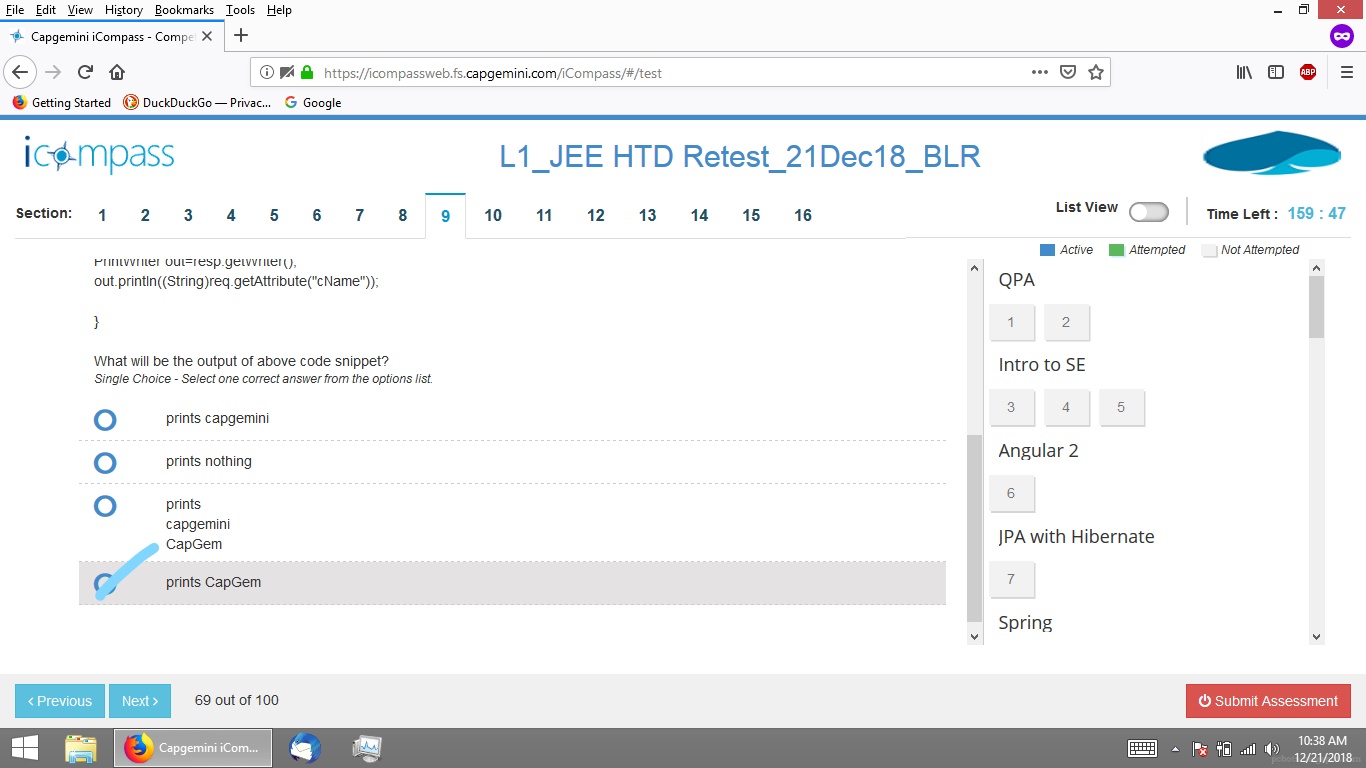 File Edit View History Bookmarks Tools Help
Capgemini iCompass - Compe
https://icompassweb.fs.capgemini.com/iCompass/#/test
ABP
Getting Started DuckDuckGo — Privac... Google
icompass
L1_JEE HTD Retest_21Dec18_BLR
Section: 1 2 3 4 5 6 7 8 9 10 11 12 13 14 15 16
List View
Time Left : 159 : 47
Active Attempted Not Attempted
PrintWriter out=resp.getWriter();
out.println((String)req.getAttribute("cName"));
}
What will be the output of above code snippet?
Single Choice - Select one correct answer from the options list.
prints capgemini
prints nothing
prints
capgemini
CapGem
prints CapGem
QPA
1 2
Intro to SE
3 4 5
Angular 2
6
JPA with Hibernate
7
Spring
‹ Previous Next › 69 out of 100
Submit Assessment
Capgemini iCom...
10:38 AM
12/21/2018